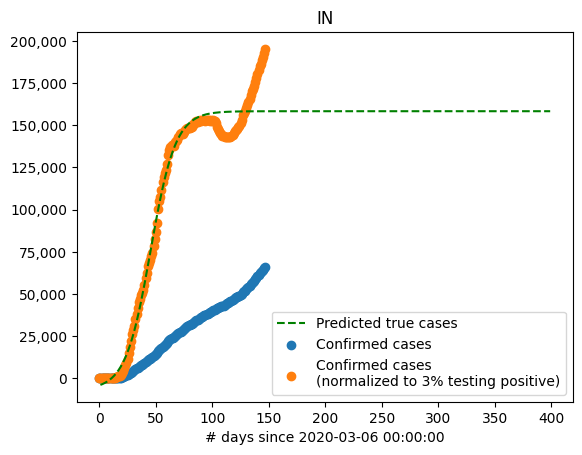 IN
200,000
175,000
150,000
125,000
100,000
75,000
50,000
25,000
0
Predicted true cases
Confirmed cases
Confirmed cases
(normalized to 3% testing positive)
0 50 100 150 200 250 300 350 400
# days since 2020-03-06 00:00:00